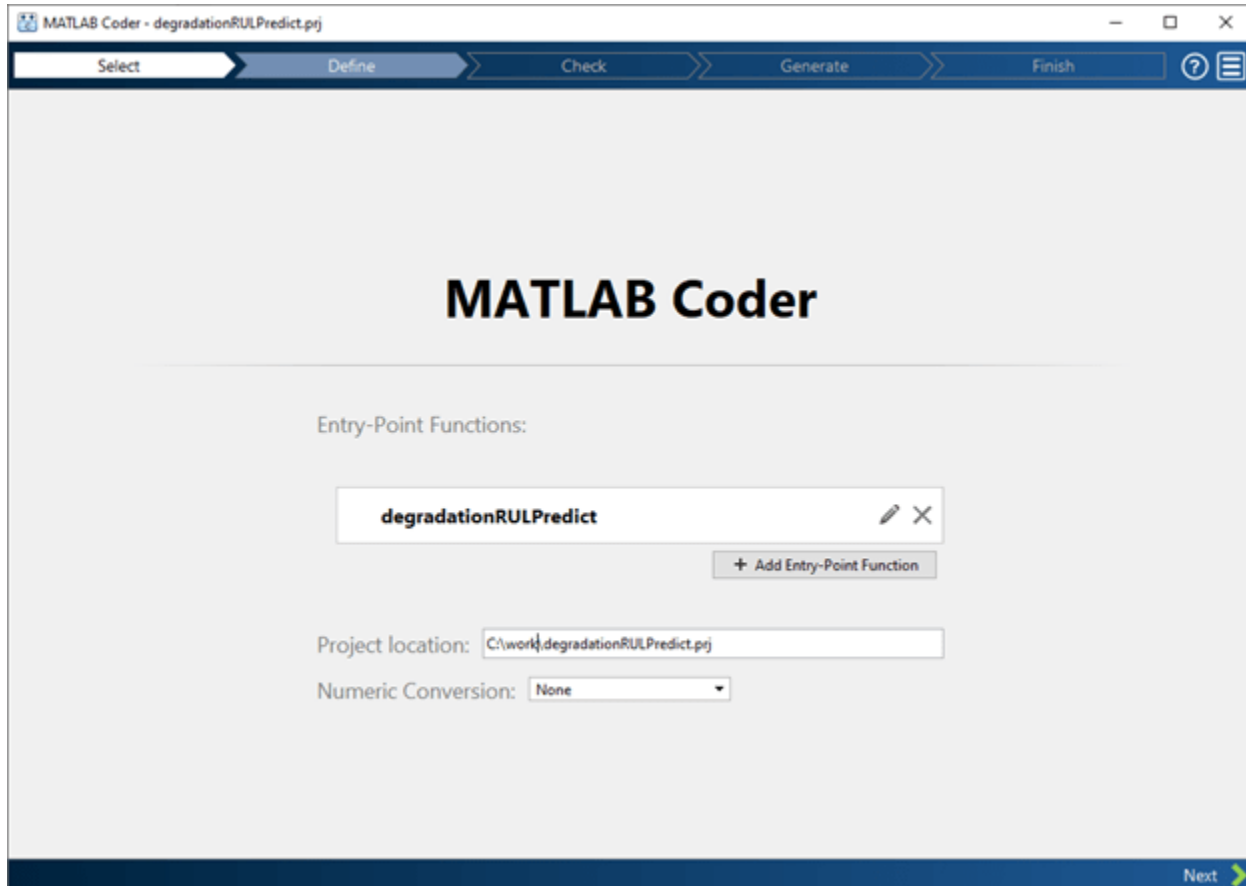 MATLAB Coder - degradationRULPredict.prj
Select Define Check Generate Finish ?
MATLAB Coder
Entry-Point Functions:
degradationRULPredict
+ Add Entry-Point Function
Project location: C:\work\degradationRULPredict.prj
Numeric Conversion: None
Next